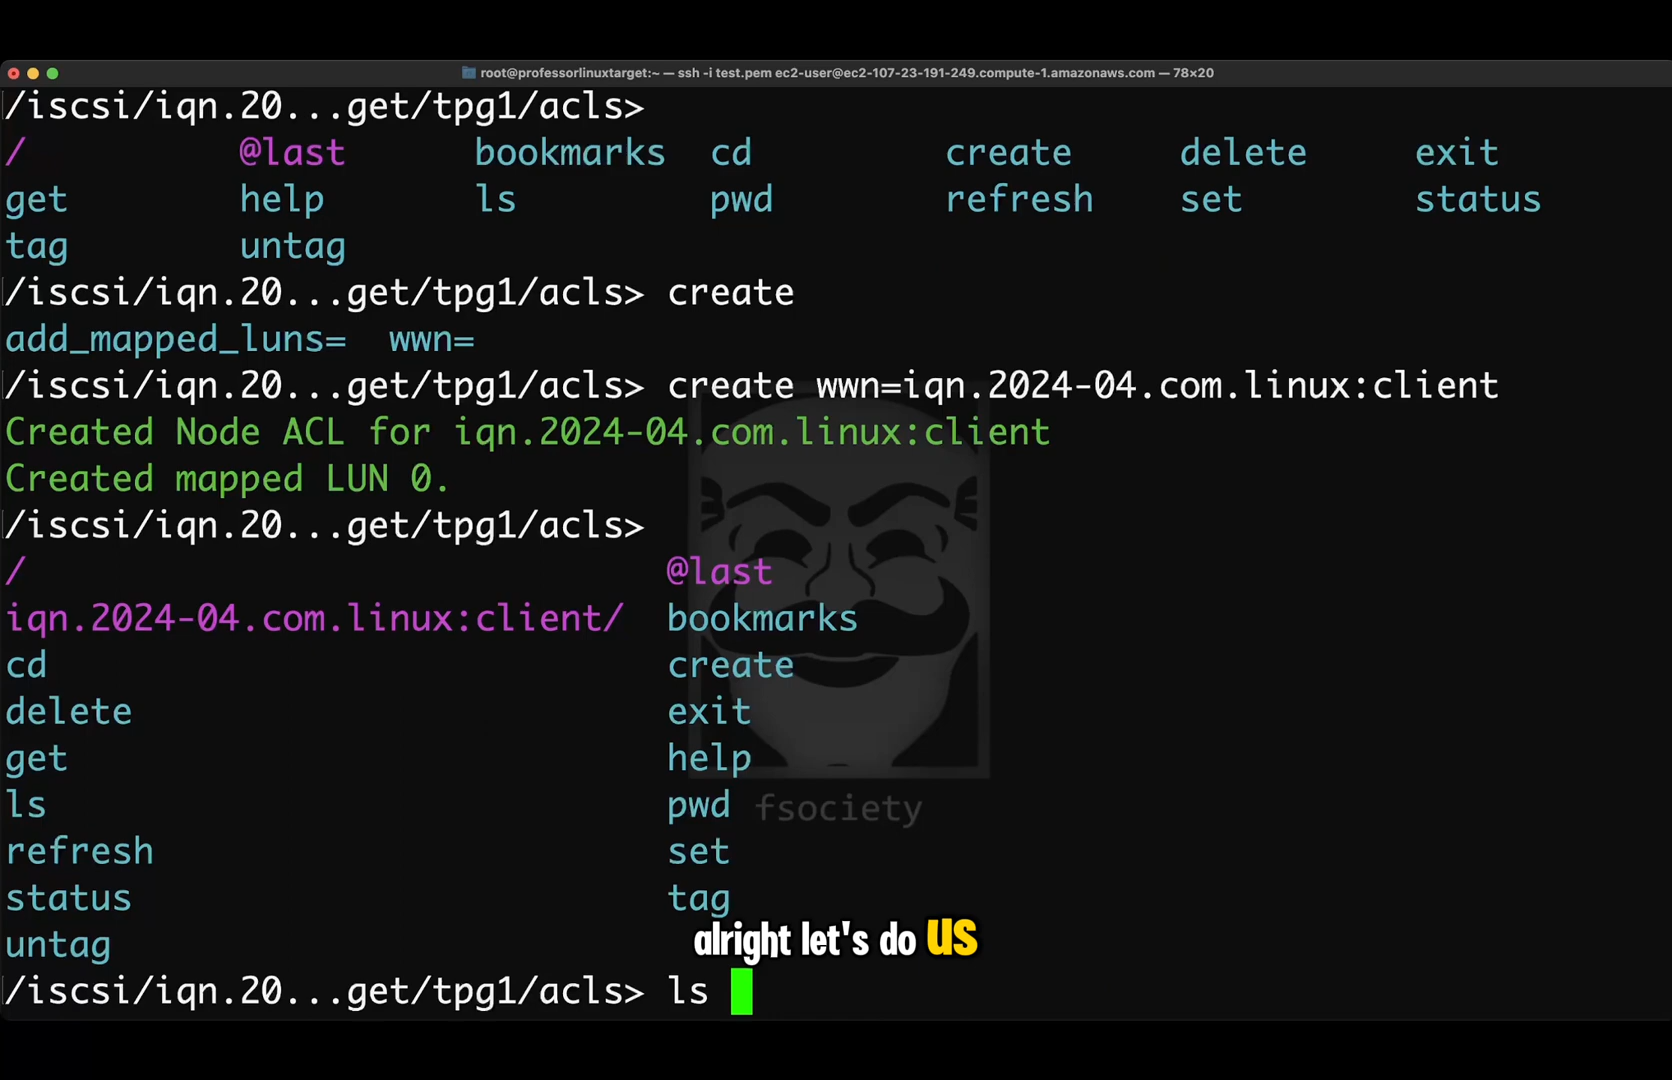 root@professorlinuxtarget:~ — ssh -i test.pem ec2-user@ec2-107-23-191-249.compute-1.amazonaws.com — 78×20
/iscsi/iqn.20...get/tpg1/acls>
/ @last bookmarks cd create delete exit
get help ls pwd refresh set status
tag untag
/iscsi/iqn.20...get/tpg1/acls> create
add_mapped_luns= wwn=
/iscsi/iqn.20...get/tpg1/acls> create wwn=iqn.2024-04.com.linux:client
Created Node ACL for iqn.2024-04.com.linux:client
Created mapped LUN 0.
/iscsi/iqn.20...get/tpg1/acls>
/ @last
iqn.2024-04.com.linux:client/ bookmarks
cd create
delete exit
get help
ls pwd
fsociety
refresh set
status tag
untag
alright let's do US
/iscsi/iqn.20...get/tpg1/acls> ls